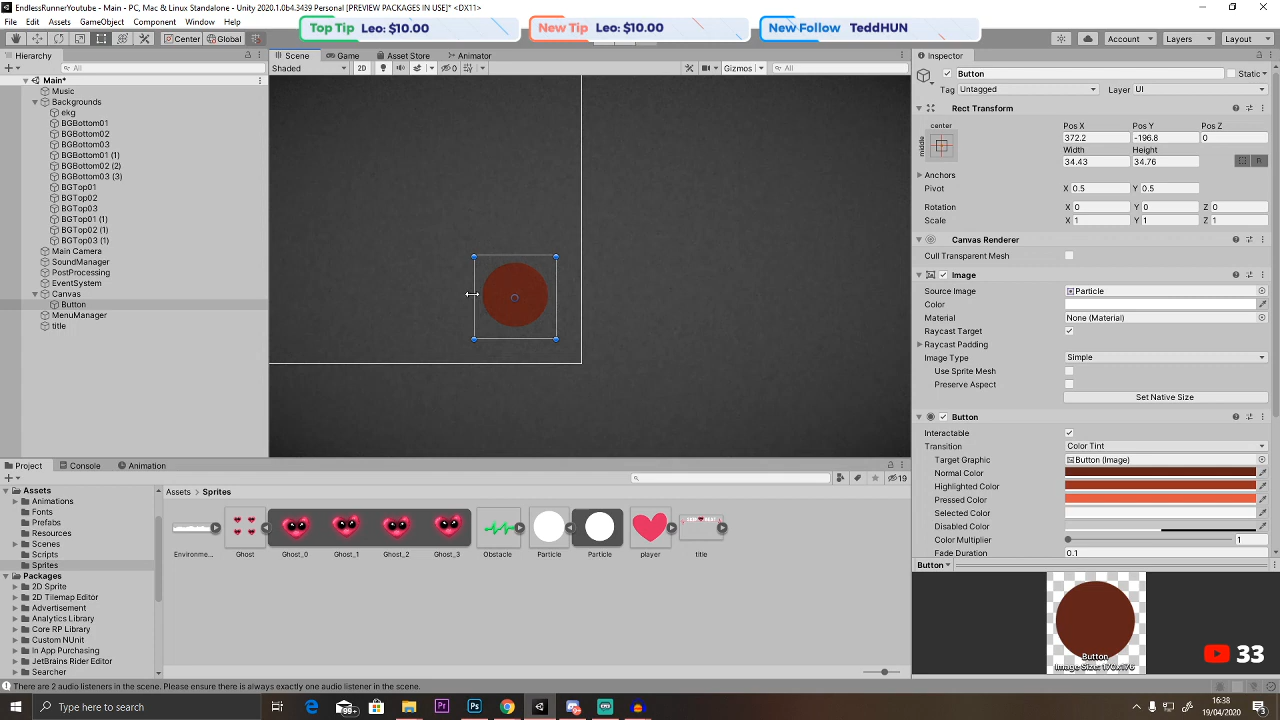 EndlessRunnerYoutube - Main - PC, Mac & Linux Standalone - Unity 2020.1.0b4.3439 Personal [PREVIEW PACKAGES IN USE]* <DX11>
File Edit Assets GameObject Component Window Help
Top Tip Leo: $10.00 New Tip Leo: $10.00 New Follow TeddHUN
Center Global Account Layers Layout
Hierarchy Scene Game Asset Store Animator Inspector
All Shaded 2D 0 Gizmos All
Main*
Music
Backgrounds
ekg
BGBottom01
BGBottom02
BGBottom03
BGBottom01 (1)
BGBottom02 (2)
BGBottom03 (3)
BGTop01
BGTop02
BGTop03
BGTop01 (1)
BGTop02 (1)
BGTop03 (1)
Main Camera
SoundManager
PostProcessing
EventSystem
Canvas
Button
MenuManager
title
Button Static
Tag Untagged Layer UI
Rect Transform
center Pos X Pos Y Pos Z
middle 372.2 -196.8 0
Width Height
34.43 34.76 R
Anchors
Pivot X 0.5 Y 0.5
Rotation X 0 Y 0 Z 0
Scale X 1 Y 1 Z 1
Canvas Renderer
Cull Transparent Mesh
Image
Source Image Particle
Color
Material None (Material)
Raycast Target
Raycast Padding
Image Type Simple
Use Sprite Mesh
Preserve Aspect
Set Native Size
Button
Interactable
Transition Color Tint
Target Graphic Button (Image)
Normal Color
Highlighted Color
Pressed Color
Selected Color
Disabled Color
Color Multiplier 1
Fade Duration 0.1
Button
Button
Image Size: 170x176
33
Project Console Animation
19
Assets
Animations
Fonts
Prefabs
Resources
Scenes
Scripts
Sprites
Packages
2D Sprite
2D Tilemap Editor
Advertisement
Analytics Library
Core RP Library
Custom NUnit
In App Purchasing
JetBrains Rider Editor
Searcher
Assets > Sprites
Environme... Ghost Ghost_0 Ghost_1 Ghost_2 Ghost_3 Obstacle Particle Particle player title
There are 2 audio listeners in the scene. Please ensure there is always exactly one audio listener in the scene.
Type here to search
16:38
19/04/2020